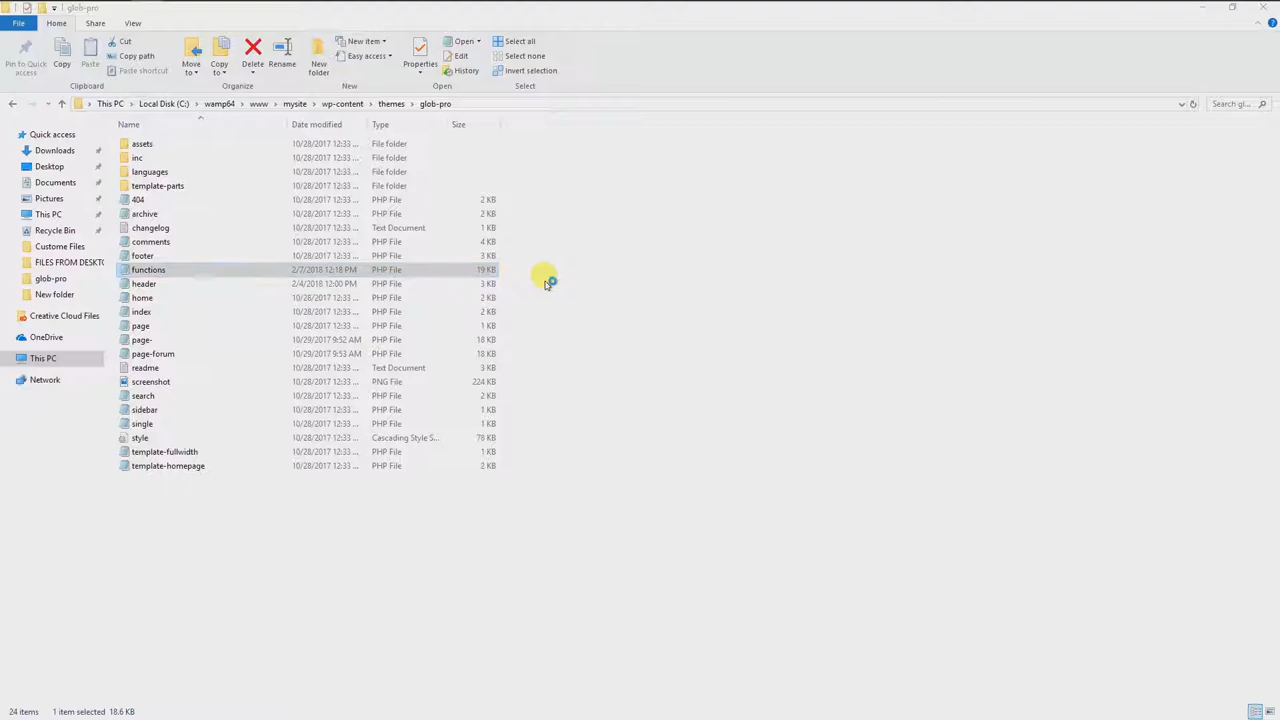 glob-pro
File Home Share View
Pin to Quick access
Copy
Paste
Cut
Copy path
Paste shortcut
Clipboard
Move to
Copy to
Delete
Rename
Organize
New folder
New item
Easy access
New
Properties
Open
Edit
History
Open
Select all
Select none
Invert selection
Select
This PC Local Disk (C:) wamp64 www mysite wp-content themes glob-pro
Search gl...
Name Date modified Type Size
Quick access
Downloads
Desktop
Documents
Pictures
This PC
Recycle Bin
Custome Files
FILES FROM DESKT
glob-pro
New folder
Creative Cloud Files
OneDrive
This PC
Network
assets 10/28/2017 12:33 ... File folder
inc 10/28/2017 12:33 ... File folder
languages 10/28/2017 12:33 ... File folder
template-parts 10/28/2017 12:33 ... File folder
404 10/28/2017 12:33 ... PHP File 2 KB
archive 10/28/2017 12:33 ... PHP File 2 KB
changelog 10/28/2017 12:33 ... Text Document 1 KB
comments 10/28/2017 12:33 ... PHP File 4 KB
footer 10/28/2017 12:33 ... PHP File 3 KB
functions 2/7/2018 12:18 PM PHP File 19 KB
header 2/4/2018 12:00 PM PHP File 3 KB
home 10/28/2017 12:33 ... PHP File 2 KB
index 10/28/2017 12:33 ... PHP File 2 KB
page 10/28/2017 12:33 ... PHP File 1 KB
page- 10/29/2017 9:52 AM PHP File 18 KB
page-forum 10/29/2017 9:53 AM PHP File 18 KB
readme 10/28/2017 12:33 ... Text Document 3 KB
screenshot 10/28/2017 12:33 ... PNG File 224 KB
search 10/28/2017 12:33 ... PHP File 2 KB
sidebar 10/28/2017 12:33 ... PHP File 1 KB
single 10/28/2017 12:33 ... PHP File 1 KB
style 10/28/2017 12:33 ... Cascading Style S... 78 KB
template-fullwidth 10/28/2017 12:33 ... PHP File 1 KB
template-homepage 10/28/2017 12:33 ... PHP File 2 KB
24 items 1 item selected 18.6 KB